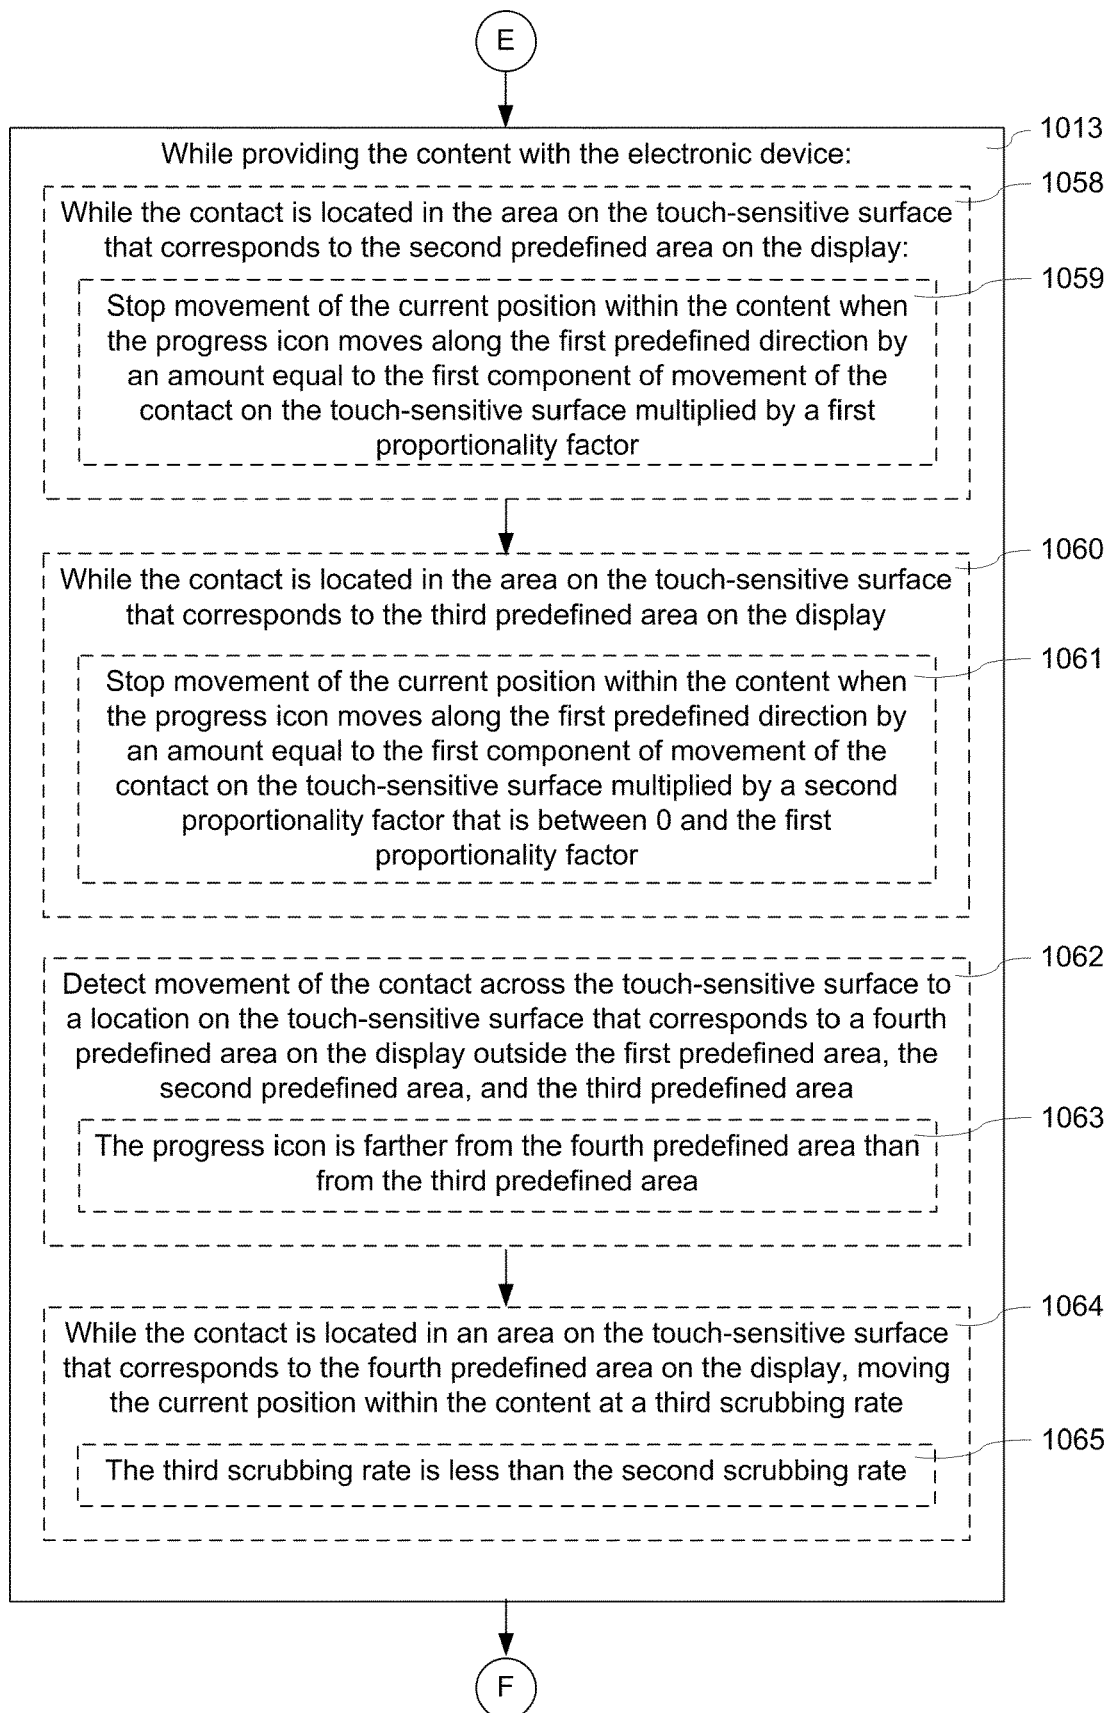 E
1013
While providing the content with the electronic device:
1058
While the contact is located in the area on the touch-sensitive surface
that corresponds to the second predefined area on the display:
1059
Stop movement of the current position within the content when
the progress icon moves along the first predefined direction by
an amount equal to the first component of movement of the
contact on the touch-sensitive surface multiplied by a first
proportionality factor
1060
While the contact is located in the area on the touch-sensitive surface
that corresponds to the third predefined area on the display
1061
Stop movement of the current position within the content when
the progress icon moves along the first predefined direction by
an amount equal to the first component of movement of the
contact on the touch-sensitive surface multiplied by a second
proportionality factor that is between 0 and the first
proportionality factor
1062
Detect movement of the contact across the touch-sensitive surface to
a location on the touch-sensitive surface that corresponds to a fourth
predefined area on the display outside the first predefined area, the
second predefined area, and the third predefined area
1063
The progress icon is farther from the fourth predefined area than
from the third predefined area
1064
While the contact is located in an area on the touch-sensitive surface
that corresponds to the fourth predefined area on the display, moving
the current position within the content at a third scrubbing rate
1065
The third scrubbing rate is less than the second scrubbing rate
F